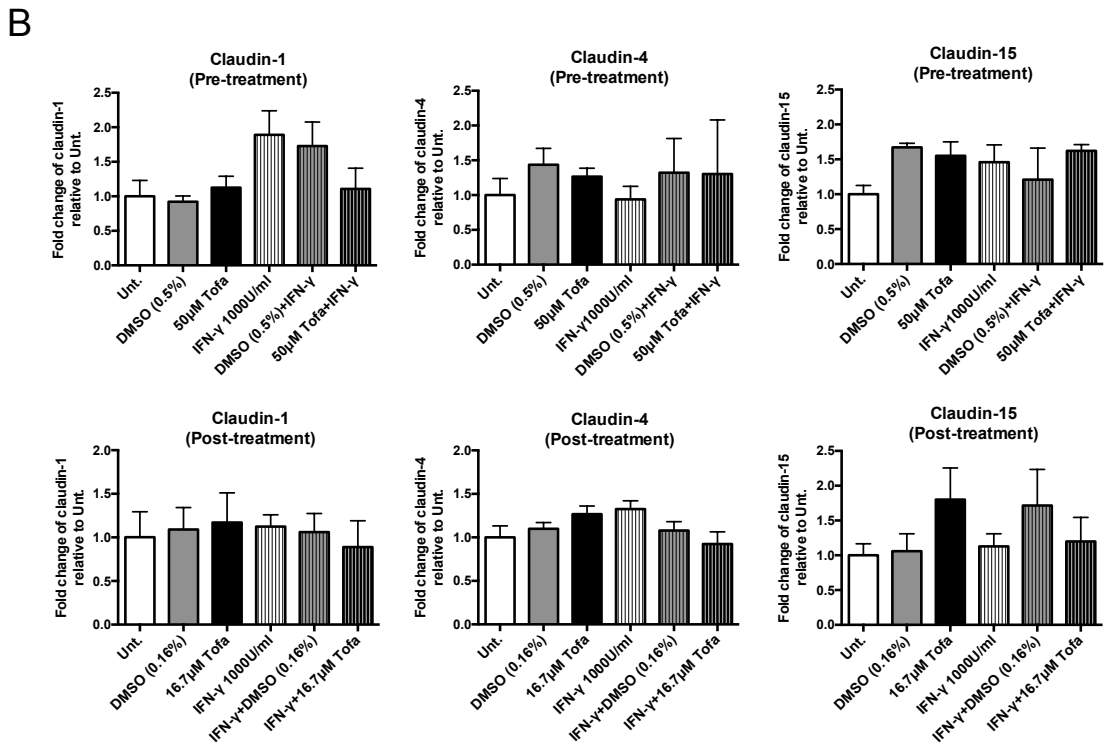 B
Claudin-1
(Pre-treatment)
Fold change of claudin-1
relative to Unt.
2.5
2.0
1.5
1.0
0.5
0.0
Unt.
DMSO (0.5%)
50µM Tofa
IFN-γ 1000U/ml
DMSO (0.5%)+IFN-γ
50µM Tofa+IFN-γ
Claudin-4
(Pre-treatment)
Fold change of claudin-4
relative to Unt.
2.5
2.0
1.5
1.0
0.5
0.0
Unt.
DMSO (0.5%)
50µM Tofa
IFN-γ1000U/ml
DMSO (0.5%)+IFN-γ
50µM Tofa+IFN-γ
Claudin-15
(Pre-treatment)
Fold change of claudin-15
relative to Unt.
2.5
2.0
1.5
1.0
0.5
0.0
Unt.
DMSO (0.5%)
50µM Tofa
IFN-γ 1000U/ml
DMSO (0.5%)+IFN-γ
50µM Tofa+IFN-γ
Claudin-1
(Post-treatment)
Fold change of claudin-1
relative to Unt.
2.0
1.5
1.0
0.5
0.0
Unt.
DMSO (0.16%)
16.7µM Tofa
IFN-γ 1000U/ml
IFN-γ+DMSO (0.16%)
IFN-γ+16.7µM Tofa
Claudin-4
(Post-treatment)
Fold change of claudin-4
relative to Unt.
2.0
1.5
1.0
0.5
0.0
Unt.
DMSO (0.16%)
16.7µM Tofa
IFN-γ 1000U/ml
IFN-γ+DMSO (0.16%)
IFN-γ+16.7µM Tofa
Claudin-15
(Post-treatment)
Fold change of claudin-15
relative to Unt.
2.5
2.0
1.5
1.0
0.5
0.0
Unt.
DMSO (0.16%)
16.7µM Tofa
IFN-γ 1000U/ml
IFN-γ+DMSO (0.16%)
IFN-γ+16.7µM Tofa